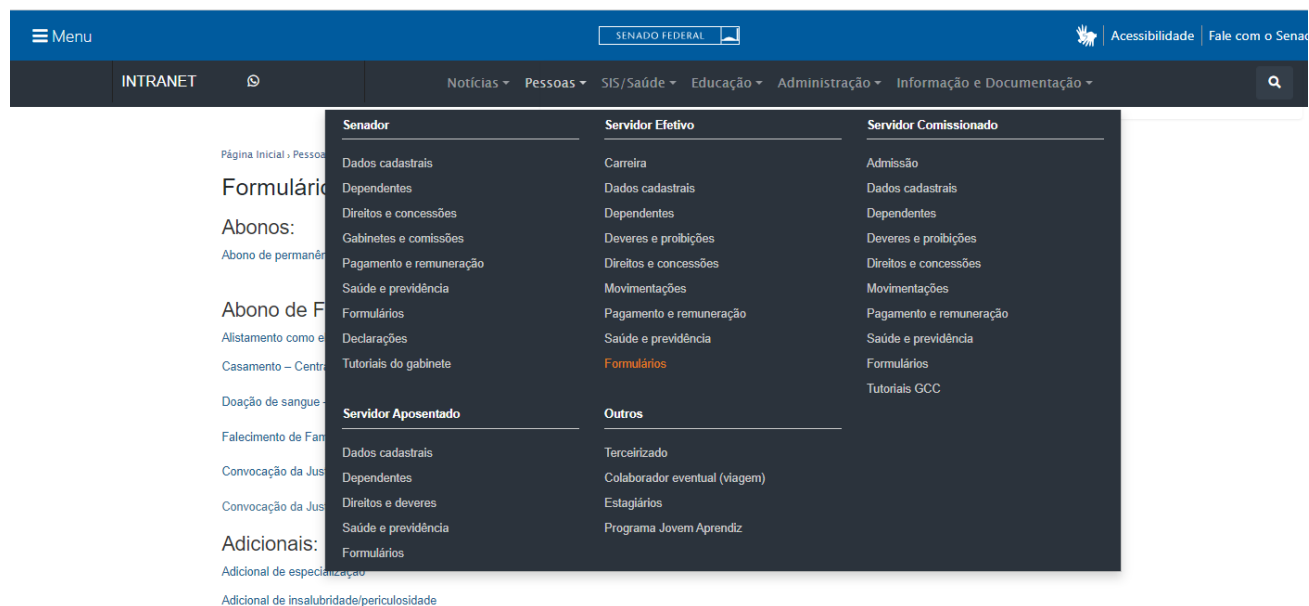 Menu
SENADO FEDERAL
Acessibilidade Fale com o Senad
INTRANET
Notícias Pessoas SIS/Saúde Educação Administração Informação e Documentação
Página Inicial › Pessoa
Formulário
Abonos:
Abono de permanên
Abono de F
Alistamento como e
Casamento – Centra
Doação de sangue -
Falecimento de Fam
Convocação da Jus
Convocação da Jus
Adicionais:
Adicional de especialização
Adicional de insalubridade/periculosidade
Senador
Dados cadastrais
Dependentes
Direitos e concessões
Gabinetes e comissões
Pagamento e remuneração
Saúde e previdência
Formulários
Declarações
Tutoriais do gabinete
Servidor Efetivo
Carreira
Dados cadastrais
Dependentes
Deveres e proibições
Direitos e concessões
Movimentações
Pagamento e remuneração
Saúde e previdência
Formulários
Servidor Comissionado
Admissão
Dados cadastrais
Dependentes
Deveres e proibições
Direitos e concessões
Movimentações
Pagamento e remuneração
Saúde e previdência
Formulários
Tutoriais GCC
Servidor Aposentado
Dados cadastrais
Dependentes
Direitos e deveres
Saúde e previdência
Formulários
Outros
Terceirizado
Colaborador eventual (viagem)
Estagiários
Programa Jovem Aprendiz